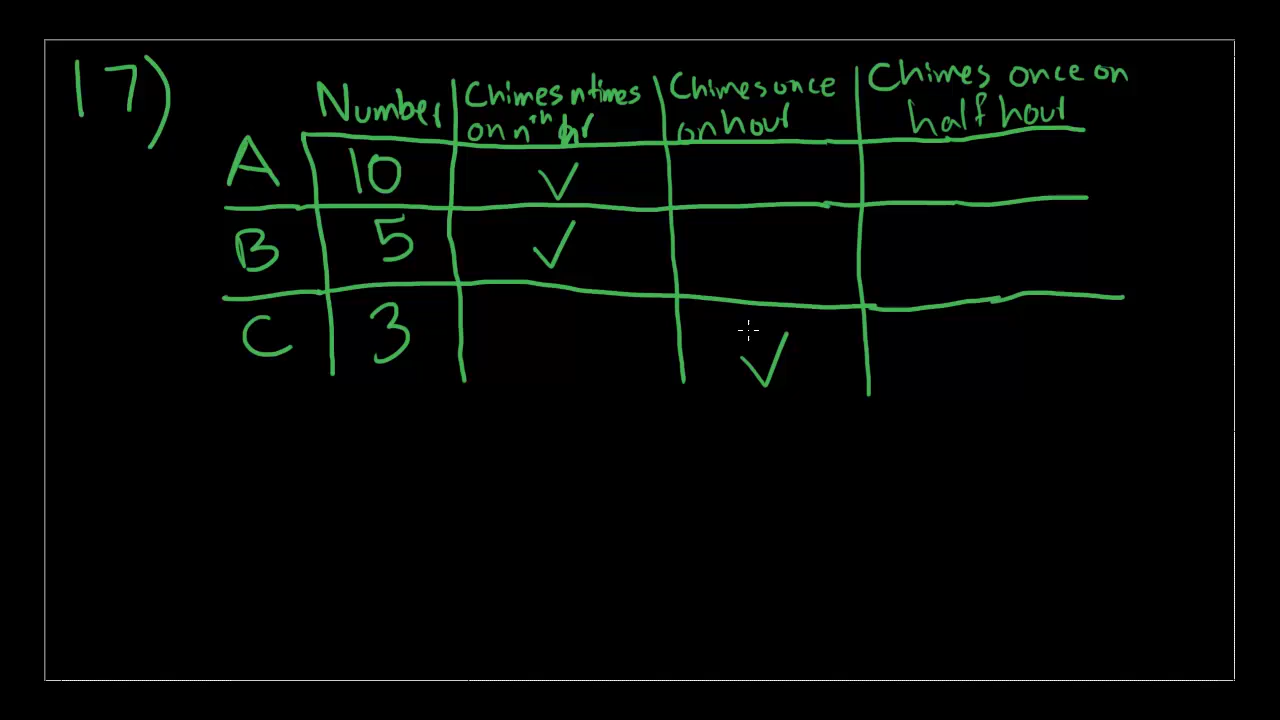 17)
Number | Chimes n times on nth hr | Chimes once on hour | Chimes once on half hour
A 10 ✓
B 5 ✓
C 3 ✓